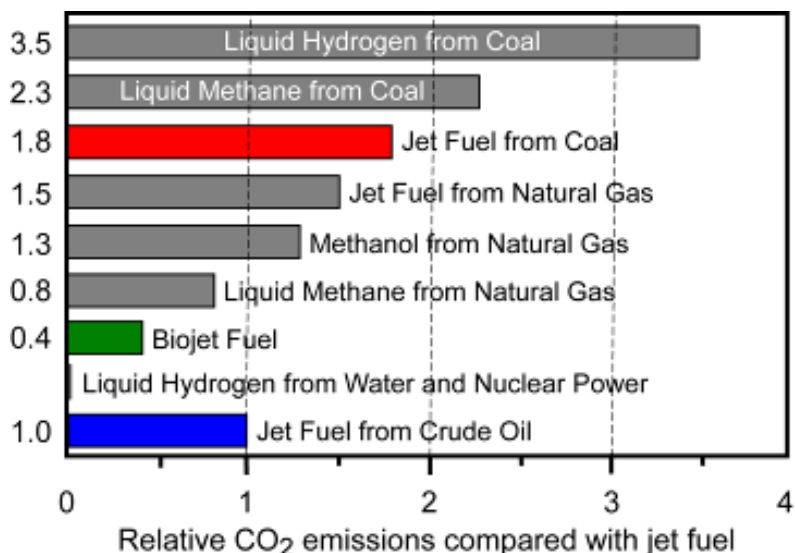 3.5 Liquid Hydrogen from Coal
2.3 Liquid Methane from Coal
1.8 Jet Fuel from Coal
1.5 Jet Fuel from Natural Gas
1.3 Methanol from Natural Gas
0.8 Liquid Methane from Natural Gas
0.4 Biojet Fuel
Liquid Hydrogen from Water and Nuclear Power
1.0 Jet Fuel from Crude Oil
0 1 2 3 4
Relative CO₂ emissions compared with jet fuel